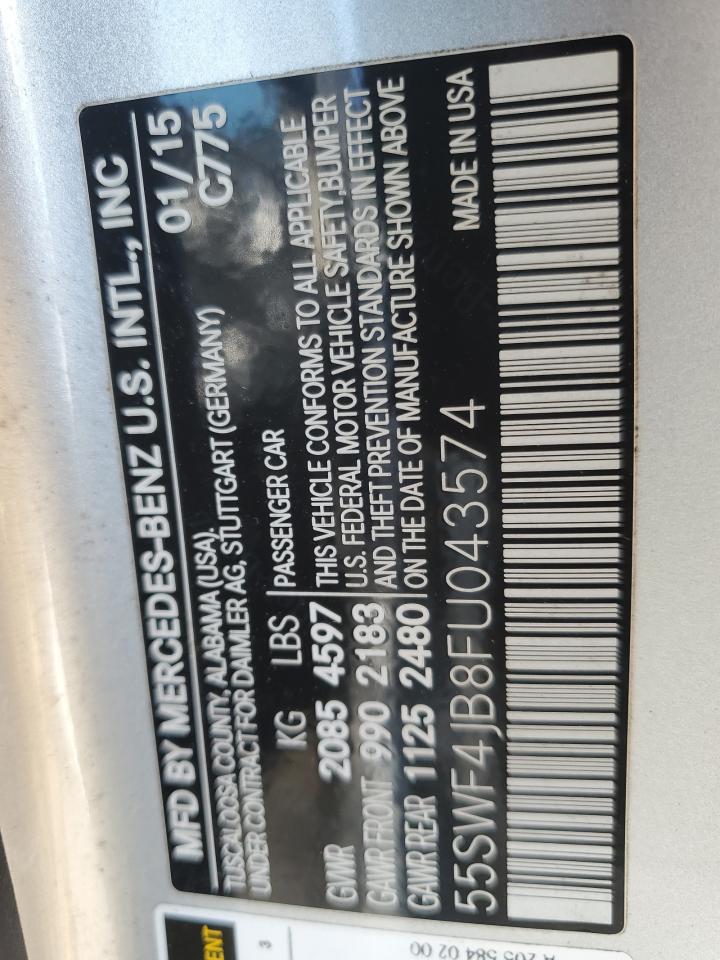 MFD BY MERCEDES-BENZ U.S. INTL., INC
TUSCALOOSA COUNTY, ALABAMA (USA). 01/15
UNDER CONTRACT FOR DAIMLER AG, STUTTGART (GERMANY) C775
KG LBS PASSENGER CAR
GWR 2085 4597 THIS VEHICLE CONFORMS TO ALL APPLICABLE
GAWR FRONT 990 2183 U.S. FEDERAL MOTOR VEHICLE SAFETY,BUMPER
GAWR REAR 1125 2480 AND THEFT PREVENTION STANDARDS IN EFFECT
ON THE DATE OF MANUFACTURE SHOWN ABOVE
55SWF4JB8FU043574 MADE IN USA
3
A 205 584 02 00